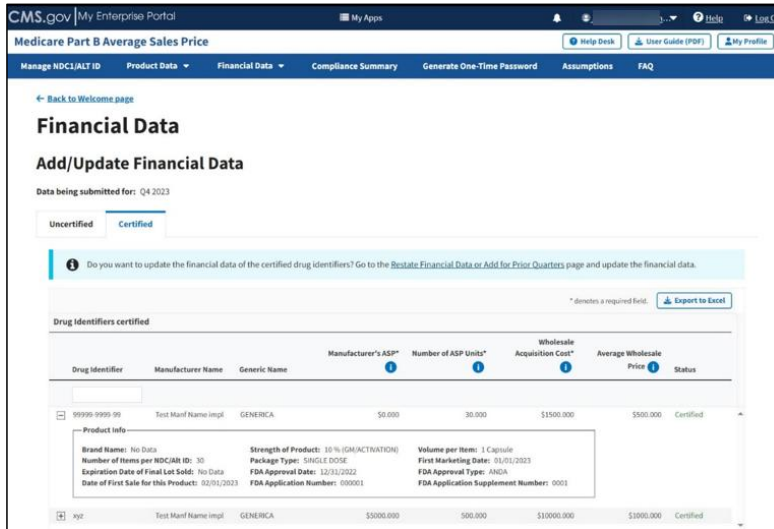 CMS.gov My Enterprise Portal
My Apps
Help
Log
Medicare Part B Average Sales Price
Help Desk
User Guide (PDF)
My Profile
Manage NDC1/ALT ID Product Data Financial Data Compliance Summary Generate One-Time Password Assumptions FAQ
← Back to Welcome page
Financial Data
Add/Update Financial Data
Data being submitted for: Q4 2023
Uncertified Certified
Do you want to update the financial data of the certified drug identifiers? Go to the Restate Financial Data or Add for Prior Quarters page and update the financial data.
* denotes a required field. Export to Excel
Drug Identifiers certified
Drug Identifier Manufacturer Name Generic Name Manufacturer's ASP* Number of ASP Units* Wholesale Acquisition Cost* Average Wholesale Price Status
99999-9999-99 Test Manf Name impl GENERICA $0.000 30.000 $1500.000 $500.000 Certified
Product Info
Brand Name: No Data Strength of Product: 10 % (GM/ACTIVATION) Volume per Item: 1 Capsule
Number of Items per NDC/Alt ID: 30 Package Type: SINGLE DOSE First Marketing Date: 01/01/2023
Expiration Date of Final Lot Sold: No Data FDA Approval Date: 12/31/2022 FDA Approval Type: ANDA
Date of First Sale for this Product: 02/01/2023 FDA Application Number: 000001 FDA Application Supplement Number: 0001
xyz Test Manf Name impl GENERICA $5000.000 500.000 $10000.000 $1000.000 Certified